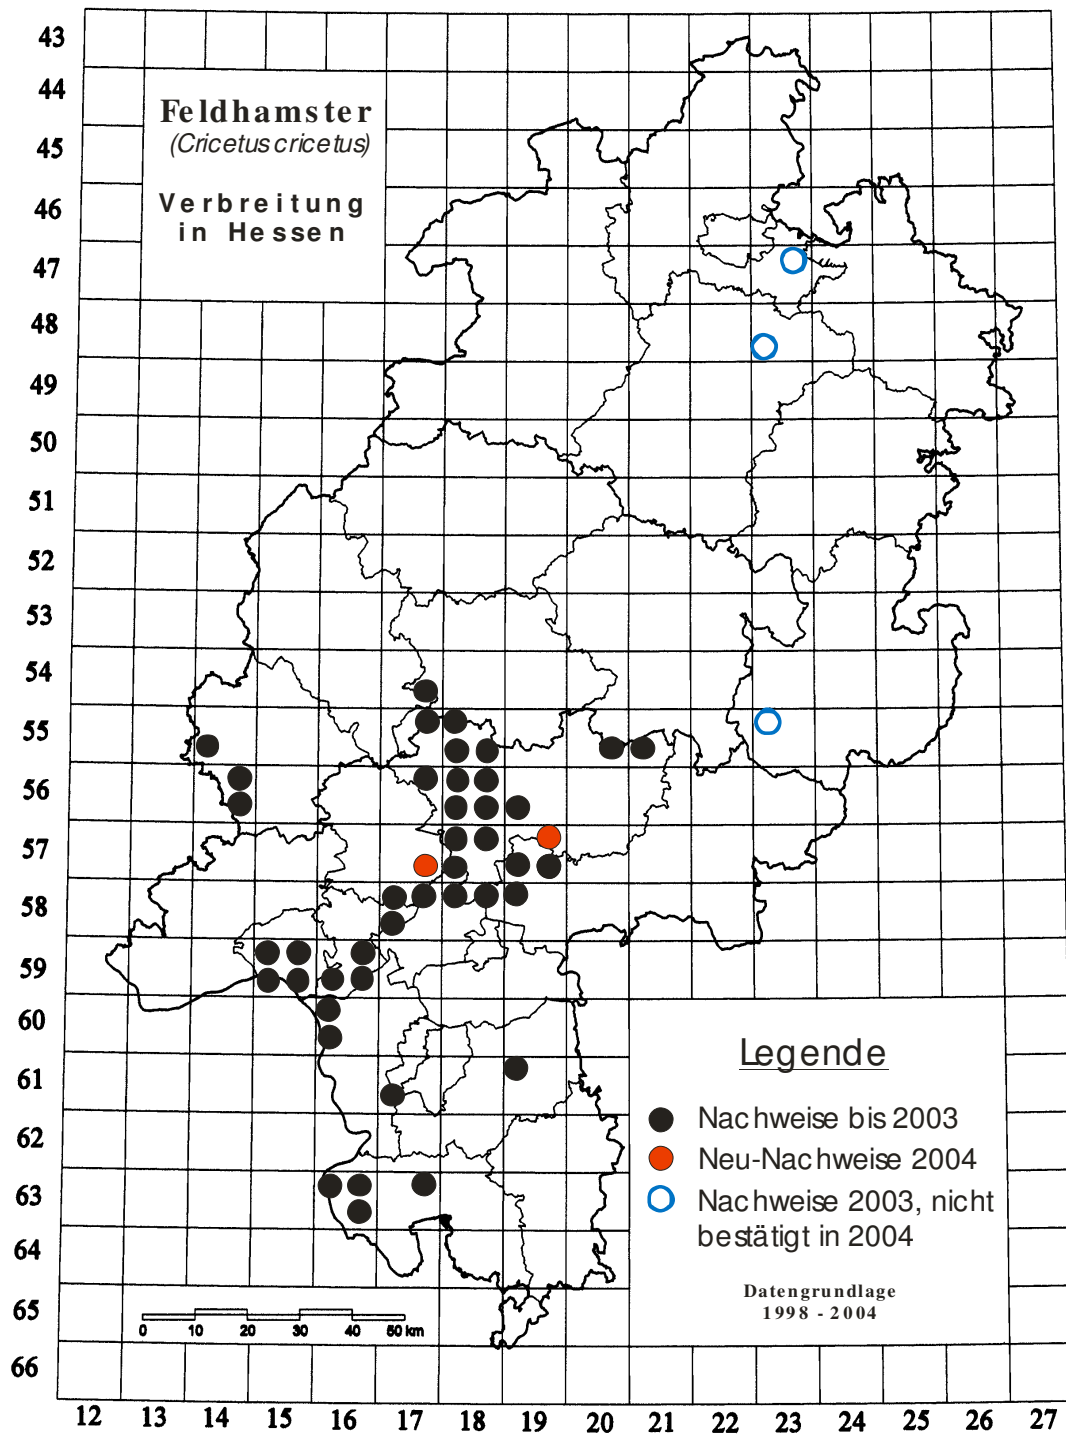 43
44
45
46
47
48
49
50
51
52
53
54
55
56
57
58
59
60
61
62
63
64
65
66
Feldhamster
(Cricetus cricetus)
Verbreitung
in Hessen
Legende
Nachweise bis 2003
Neu-Nachweise 2004
Nachweise 2003, nicht
bestätigt in 2004
Datengrundlage
1998 - 2004
0 10 20 30 40 50 km
12 13 14 15 16 17 18 19 20 21 22 23 24 25 26 27